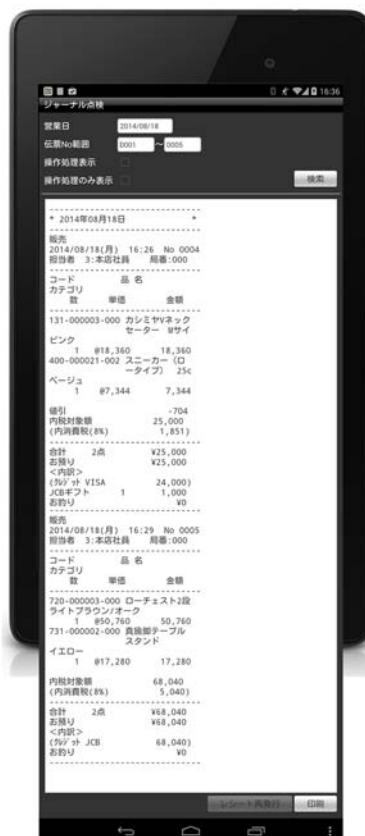 16:36
ジャーナル点検
営業日 2014/08/18
伝票No範囲 0001 ～ 0005
操作処理表示
操作処理のみ表示 検索
* 2014年08月18日 *
販売
2014/08/18(月) 16:26 No 0004
担当者 3:本店社員 局番:000
コード 品 名
カテゴリ
数 単価 金額
131-000003-000 カシミヤVネック
セーター Mサイ
ピンク
1 @18,360 18,360
400-000021-002 スニーカー（ロ
ータイプ） 25c
ベージュ
1 @7,344 7,344
値引 -704
内税対象額 25,000
(内消費税(8%) 1,851)
合計 2点 ¥25,000
お預り ¥25,000
<内訳>
(ｸﾚｼﾞｯﾄ VISA 24,000)
JCBギフト 1 1,000
お釣り ¥0
販売
2014/08/18(月) 16:29 No 0005
担当者 3:本店社員 局番:000
コード 品 名
カテゴリ
数 単価 金額
720-000003-000 ローチェスト2段
ライトブラウン/オーク
1 @50,760 50,760
731-000002-000 真鍮脚テーブル
スタンド
イエロー
1 @17,280 17,280
内税対象額 68,040
(内消費税(8%) 5,040)
合計 2点 ¥68,040
お預り ¥68,040
<内訳>
(ｸﾚｼﾞｯﾄ JCB 68,040)
お釣り ¥0
レシート再発行 印刷